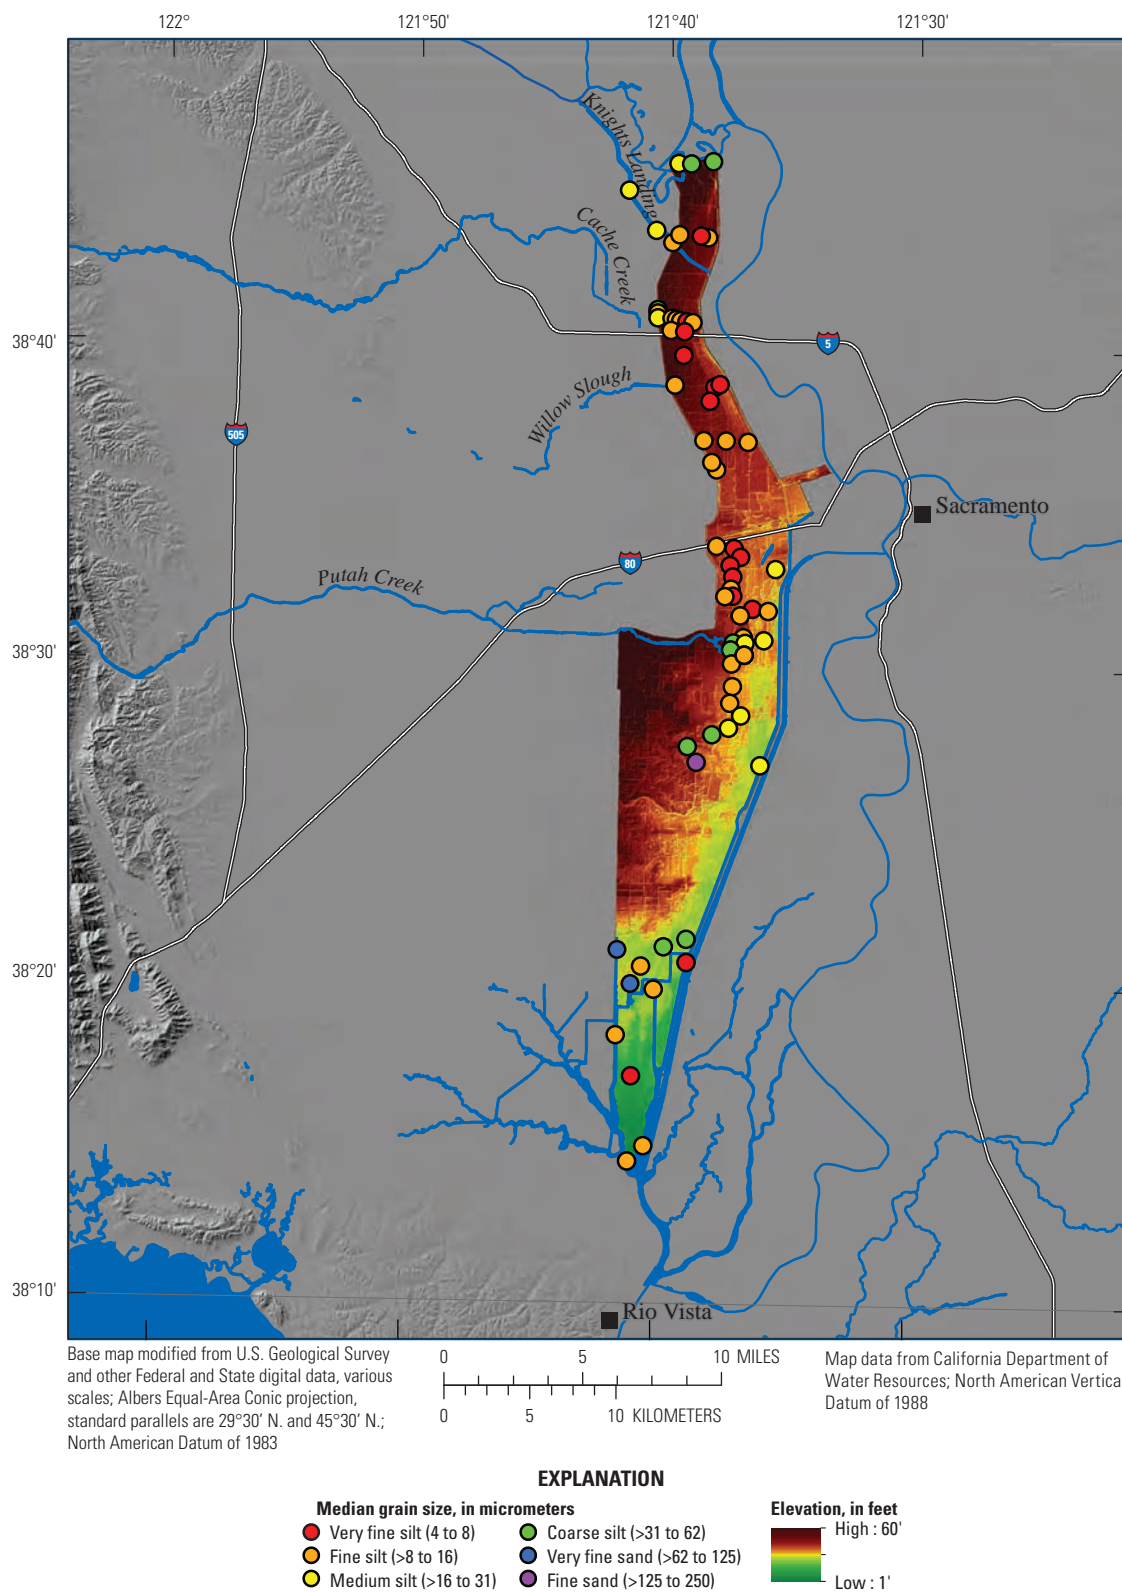 122°
121°50'
121°40'
121°30'
Knights Landing
Cache Creek
38°40'
5
Willow Slough
505
Sacramento
80
Putah Creek
38°30'
38°20'
38°10'
Rio Vista
Base map modified from U.S. Geological Survey
and other Federal and State digital data, various
scales; Albers Equal-Area Conic projection,
standard parallels are 29°30' N. and 45°30' N.;
North American Datum of 1983
0 5 10 MILES
0 5 10 KILOMETERS
Map data from California Department of
Water Resources; North American Vertica
Datum of 1988
EXPLANATION
Median grain size, in micrometers
Very fine silt (4 to 8)
Fine silt (>8 to 16)
Medium silt (>16 to 31)
Coarse silt (>31 to 62)
Very fine sand (>62 to 125)
Fine sand (>125 to 250)
Elevation, in feet
High : 60'
Low : 1'